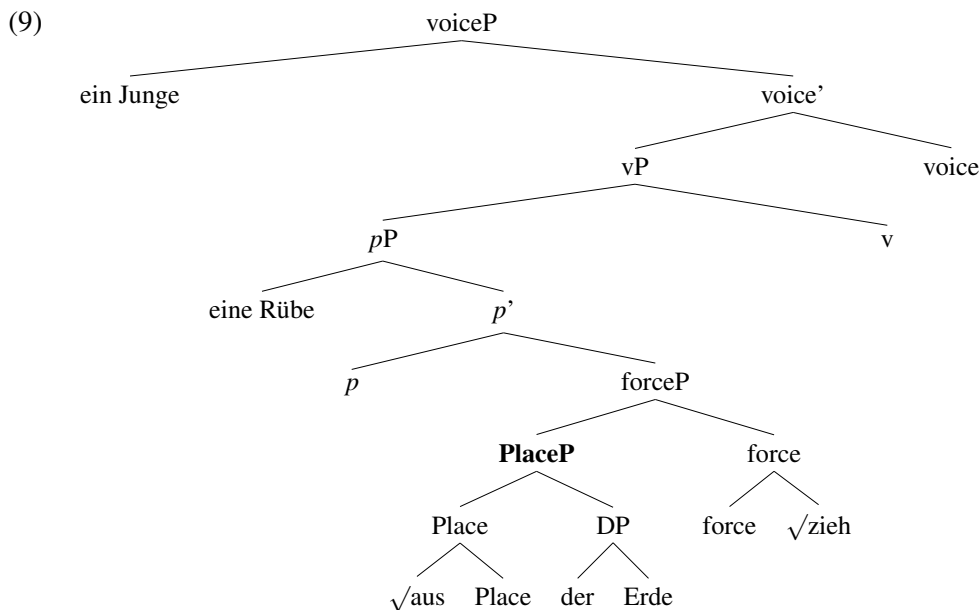 (9) voiceP
ein Junge voice’
vP voice
pP v
eine Rübe p’
p forceP
PlaceP force
Place DP force √zieh
√aus Place der Erde